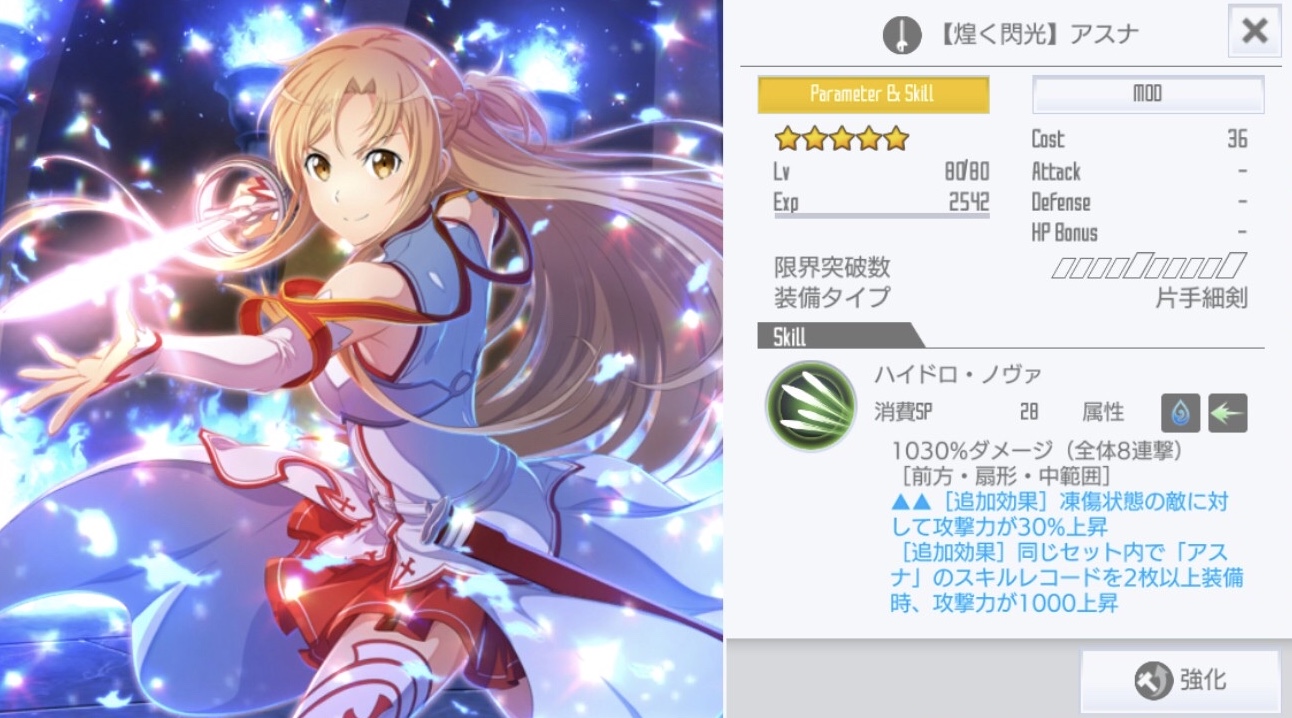 【煌く閃光】アスナ
Parameter & Skill
MOD
Cost 36
Lv 80/80
Attack -
Exp 2542
Defense -
HP Bonus -
限界突破数
装備タイプ 片手細剣
Skill
ハイドロ・ノヴァ
消費SP 28 属性
1030%ダメージ（全体8連撃）
［前方・扇形・中範囲］
▲▲［追加効果］凍傷状態の敵に対
して攻撃力が30%上昇
［追加効果］同じセット内で「アス
ナ」のスキルレコードを2枚以上装備
時、攻撃力が1000上昇
強化